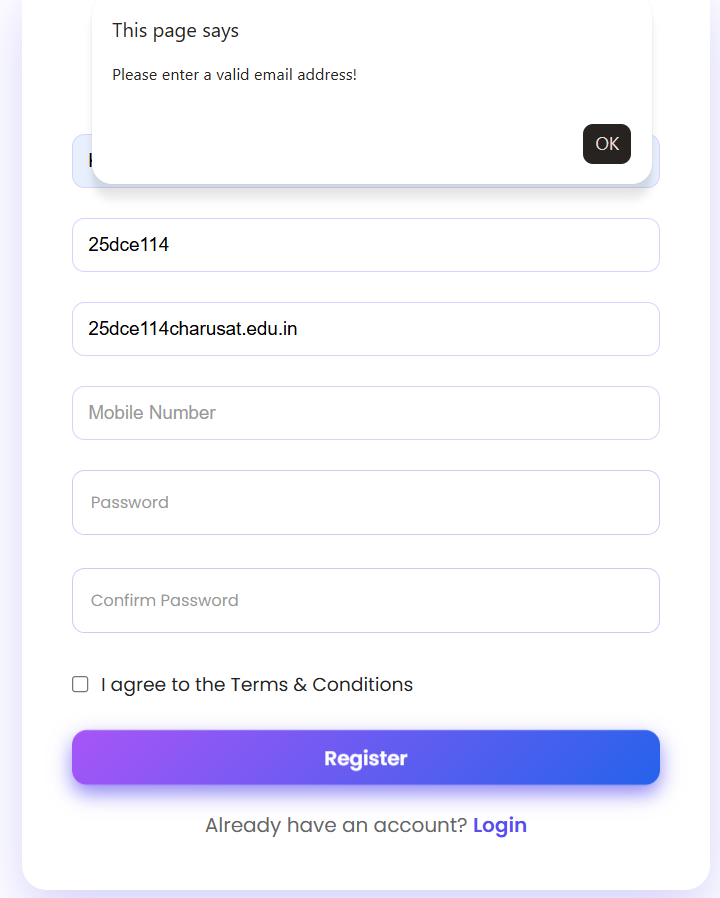 This page says
Please enter a valid email address!
OK
25dce114
25dce114charusat.edu.in
Mobile Number
Password
Confirm Password
I agree to the Terms & Conditions
Register
Already have an account? Login